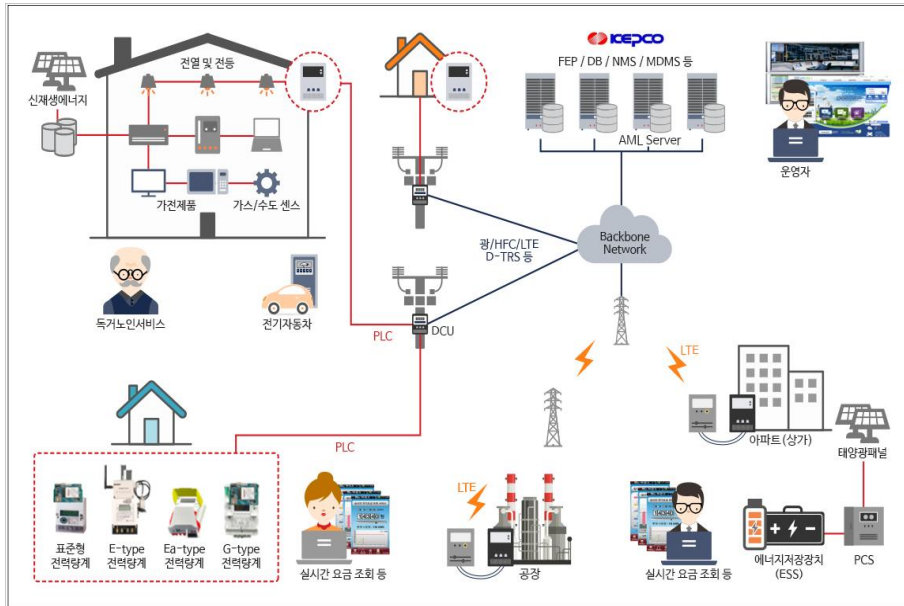 KEPCO
FEP / DB / NMS / MDMS 등
AML Server
운영자
전열 및 전등
신재생에너지
가전제품
가스/수도 센스
독거노인서비스
전기자동차
광/HFC/LTE
D-TRS 등
Backbone
Network
PLC
DCU
LTE
아파트(상가)
태양광패널
PLC
표준형
전력량계
E-type
전력량계
Ea-type
전력량계
G-type
전력량계
실시간 요금 조회 등
LTE
공장
실시간 요금 조회 등
에너지저장장치
(ESS)
PCS